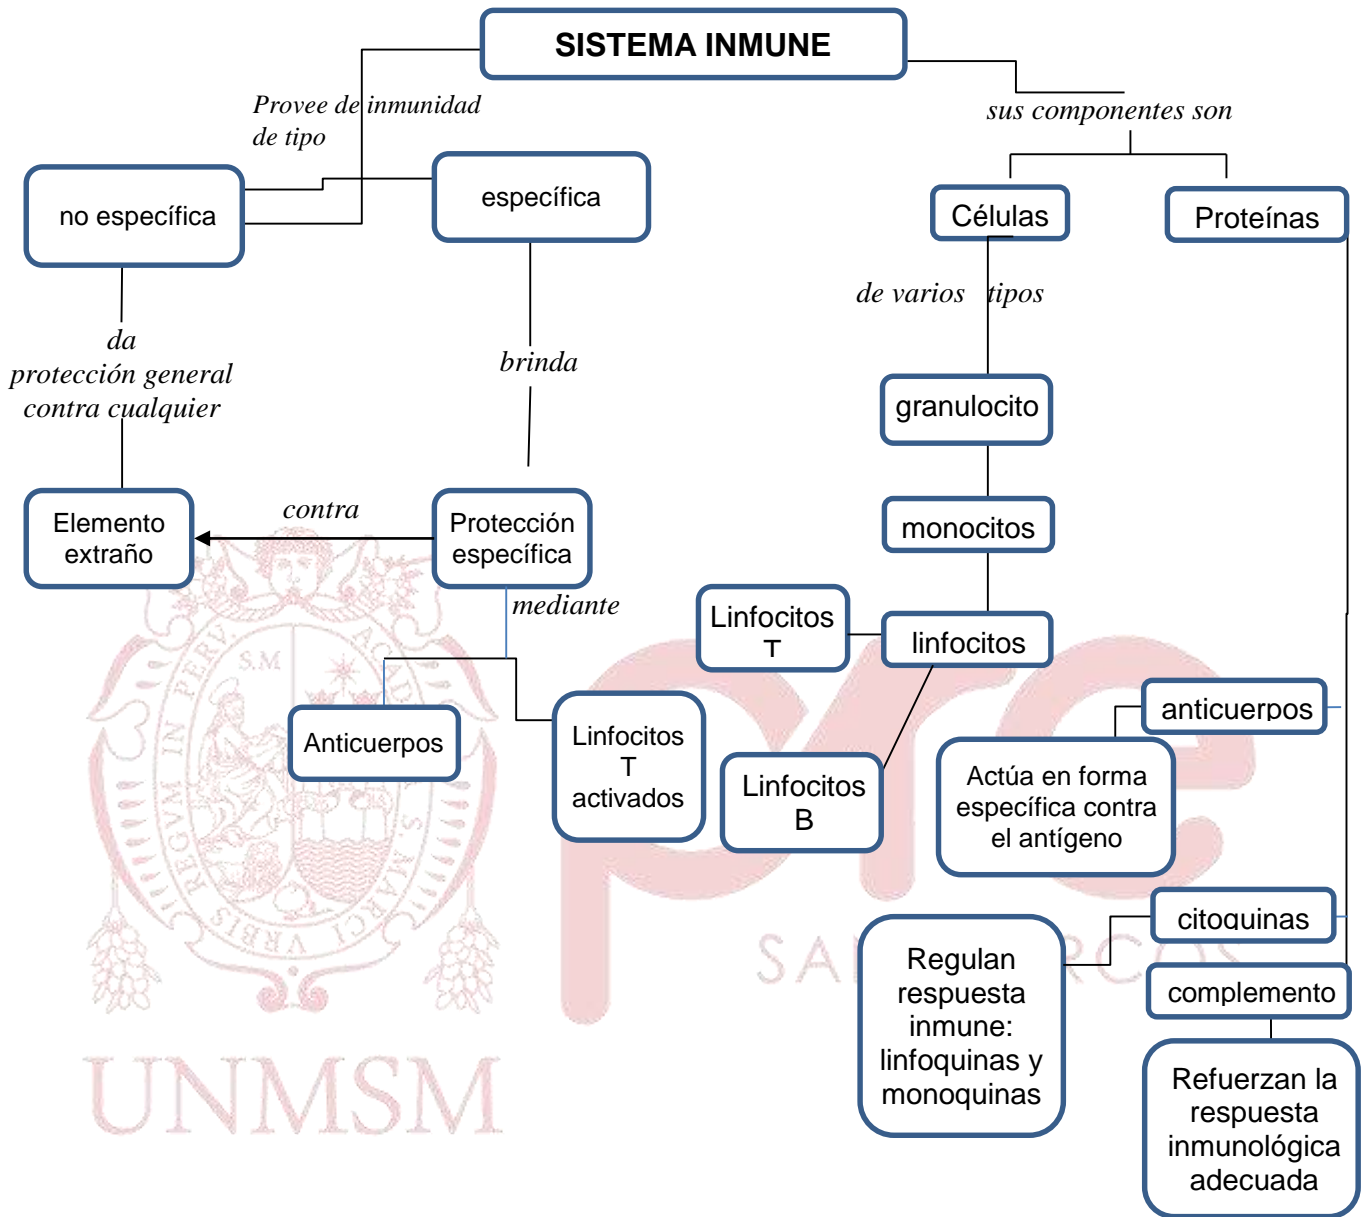 SISTEMA INMUNE
Provee de inmunidad
de tipo
sus componentes son
no específica
específica
Células
Proteínas
da
protección general
contra cualquier
brinda
de varios tipos
granulocito
Elemento
extraño
contra
Protección
específica
monocitos
mediante
Linfocitos
T
linfocitos
Anticuerpos
Linfocitos
T
activados
Linfocitos
B
anticuerpos
Actúa en forma
específica contra
el antígeno
citoquinas
Regulan
respuesta
inmune:
linfoquinas y
monoquinas
complemento
Refuerzan la
respuesta
inmunológica
adecuada
UNMSM
pre